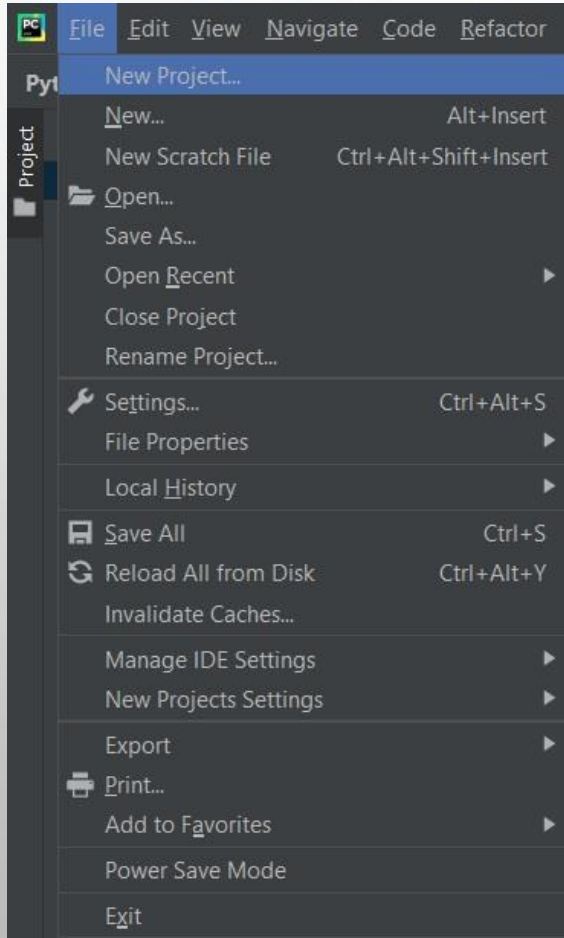 PC File Edit View Navigate Code Refactor
Pyt
Project
New Project...
New... Alt+Insert
New Scratch File Ctrl+Alt+Shift+Insert
Open...
Save As...
Open Recent
Close Project
Rename Project...
Settings... Ctrl+Alt+S
File Properties
Local History
Save All Ctrl+S
Reload All from Disk Ctrl+Alt+Y
Invalidate Caches...
Manage IDE Settings
New Projects Settings
Export
Print...
Add to Favorites
Power Save Mode
Exit